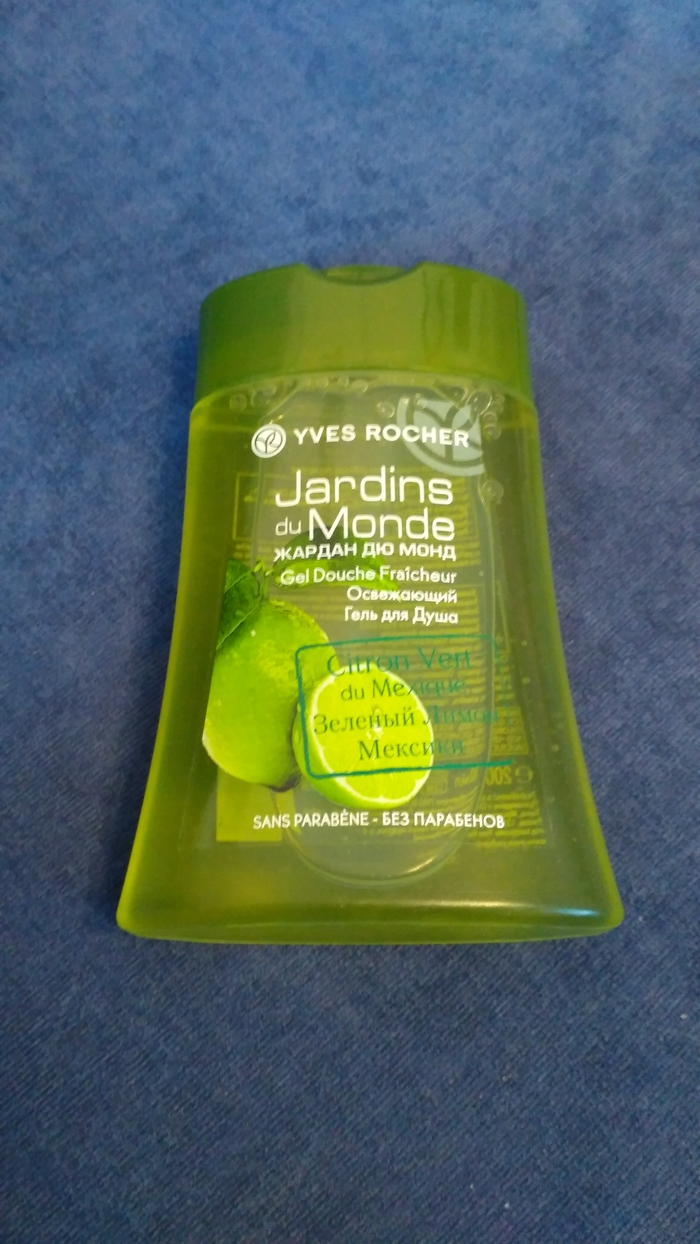 YVES ROCHER
Jardins
du Monde
ЖАРДАН ДЮ МОНД
Gel Douche Fraîcheur
Освежающий
Гель для Душа
Citron Vert
du Mexique
Зеленый Лимон
Мексики
SANS PARABÈNE - БЕЗ ПАРАБЕНОВ